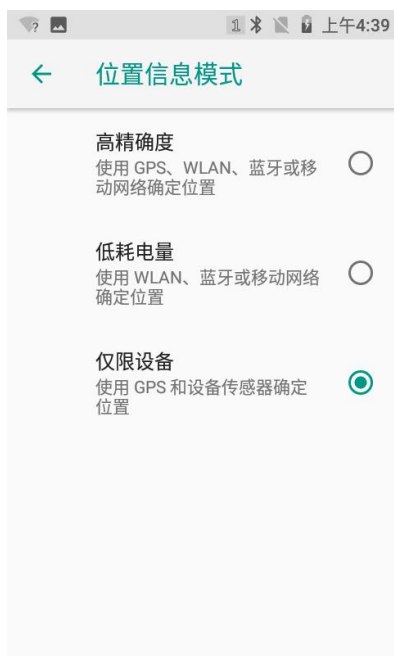 上午4:39
位置信息模式
高精确度
使用 GPS、WLAN、蓝牙或移
动网络确定位置
低耗电量
使用 WLAN、蓝牙或移动网络
确定位置
仅限设备
使用 GPS 和设备传感器确定
位置